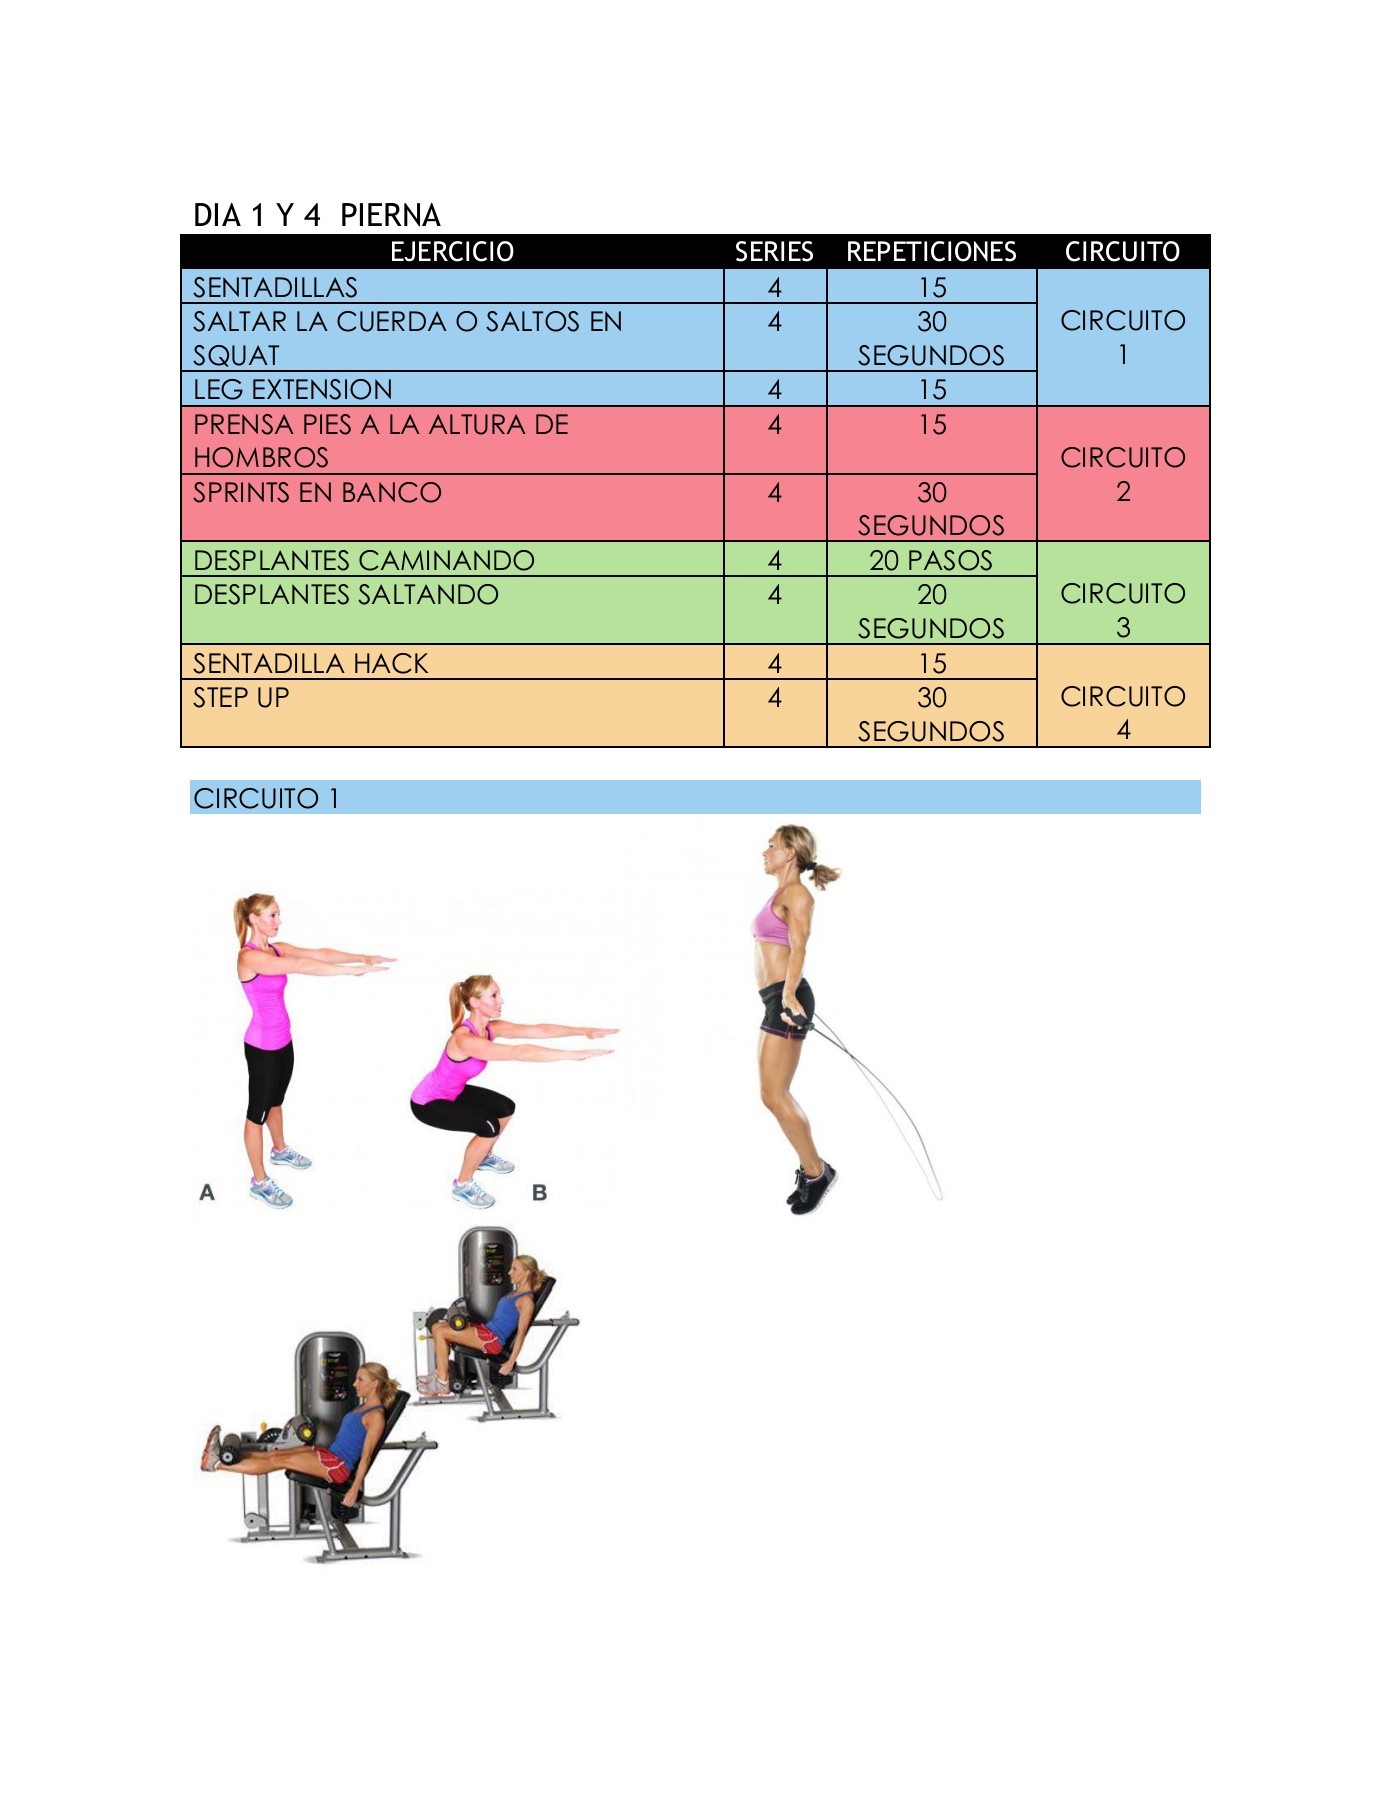 DIA 1 Y 4  PIERNA
EJERCICIO SERIES REPETICIONES CIRCUITO
SENTADILLAS 4 15
SALTAR LA CUERDA O SALTOS EN 4 30 CIRCUITO
SQUAT SEGUNDOS 1
LEG EXTENSION 4 15
PRENSA PIES A LA ALTURA DE 4 15
HOMBROS CIRCUITO
SPRINTS EN BANCO 4 30 2
SEGUNDOS
DESPLANTES CAMINANDO 4 20 PASOS
DESPLANTES SALTANDO 4 20 CIRCUITO
SEGUNDOS 3
SENTADILLA HACK 4 15
STEP UP 4 30 CIRCUITO
SEGUNDOS 4
CIRCUITO 1
A B